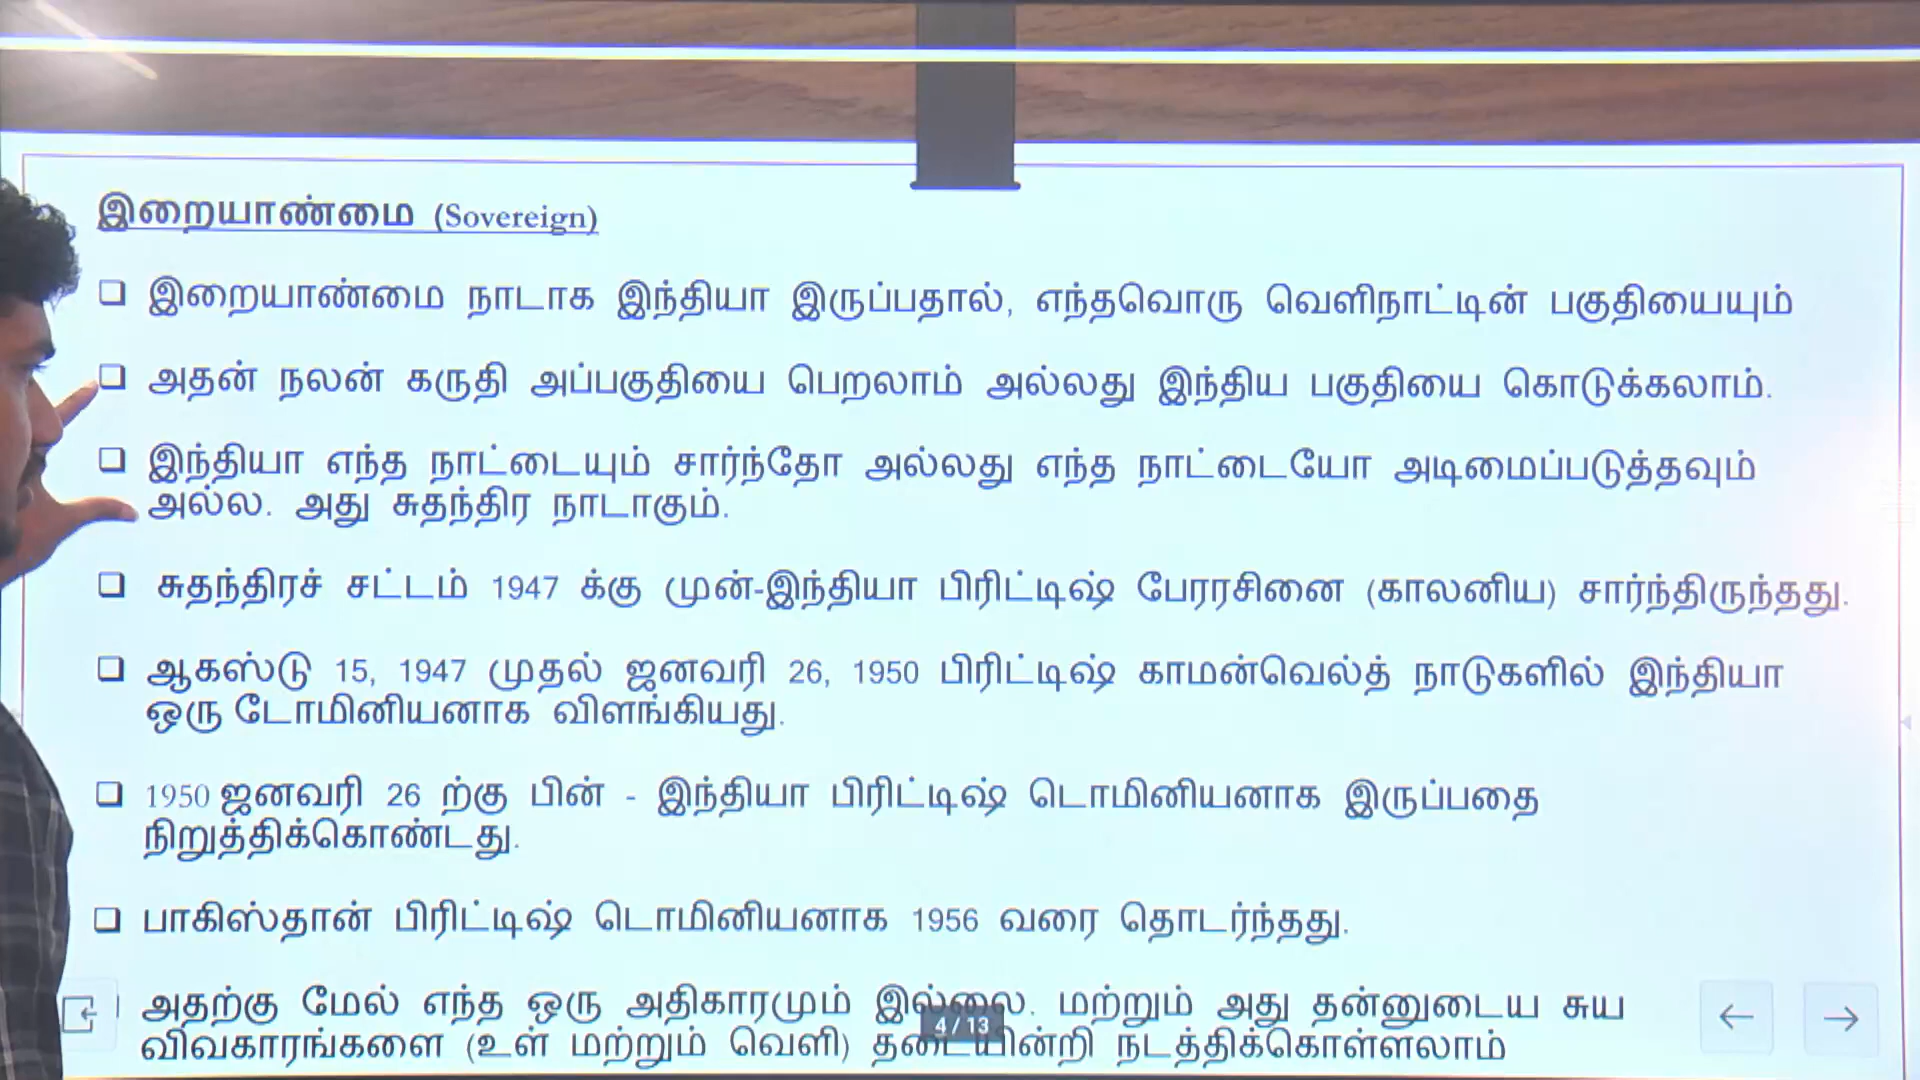 இறையாண்மை (Sovereign)
❑ இறையாண்மை நாடாக இந்தியா இருப்பதால், எந்தவொரு வெளிநாட்டின் பகுதியையும்
❑ அதன் நலன் கருதி அப்பகுதியை பெறலாம் அல்லது இந்திய பகுதியை கொடுக்கலாம்.
❑ இந்தியா எந்த நாட்டையும் சார்ந்தோ அல்லது எந்த நாட்டையோ அடிமைப்படுத்தவும்
அல்ல. அது சுதந்திர நாடாகும்.
❑ சுதந்திரச் சட்டம் 1947 க்கு முன்-இந்தியா பிரிட்டிஷ் பேரரசினை (காலனிய) சார்ந்திருந்தது.
❑ ஆகஸ்டு 15, 1947 முதல் ஜனவரி 26, 1950 பிரிட்டிஷ் காமன்வெல்த் நாடுகளில் இந்தியா
ஒரு டோமினியனாக விளங்கியது.
❑ 1950 ஜனவரி 26 ற்கு பின் - இந்தியா பிரிட்டிஷ் டொமினியனாக இருப்பதை
நிறுத்திக்கொண்டது.
❑ பாகிஸ்தான் பிரிட்டிஷ் டொமினியனாக 1956 வரை தொடர்ந்தது.
அதற்கு மேல் எந்த ஒரு அதிகாரமும் இல்லை. மற்றும் அது தன்னுடைய சுய
விவகாரங்களை (உள் மற்றும் வெளி) தடையின்றி நடத்திக்கொள்ளலாம்
4 / 13